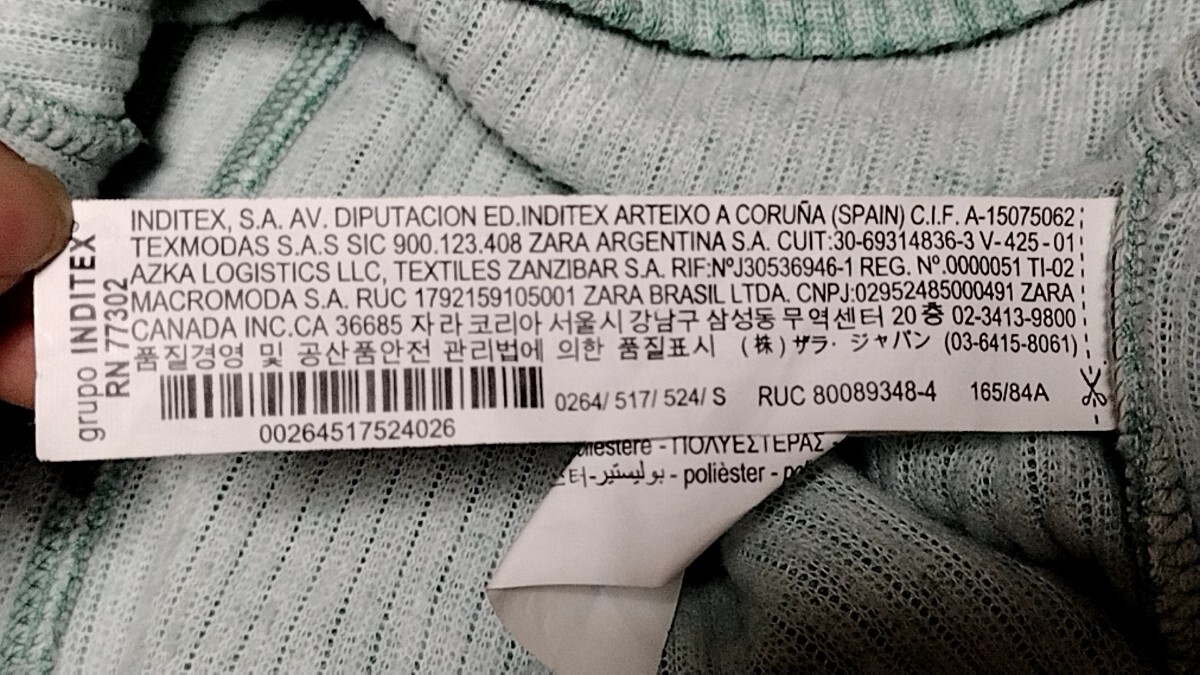 grupo INDITEX®
RN 77302
INDITEX, S.A. AV. DIPUTACION ED.INDITEX ARTEIXO A CORUÑA (SPAIN) C.I.F. A-15075062
TEXMODAS S.A.S SIC 900.123.408 ZARA ARGENTINA S.A. CUIT:30-69314836-3 V-425-01
AZKA LOGISTICS LLC, TEXTILES ZANZIBAR S.A. RIF:NºJ30536946-1 REG. Nº.0000051 TI-02
MACROMODA S.A. RUC 1792159105001 ZARA BRASIL LTDA. CNPJ:02952485000491 ZARA
CANADA INC.CA 36685 자라코리아 서울시강남구 삼성동무역센터 20층 02-3413-9800
품질경영 및 공산품안전 관리법에 의한 품질표시 (株)ザラ・ジャパン (03-6415-8061)
0264/ 517/ 524/ S RUC 80089348-4 165/84A
00264517524026
- ΠΟΛΥΕΣΤΕΡΑΣ -
بوليستير - polièster -